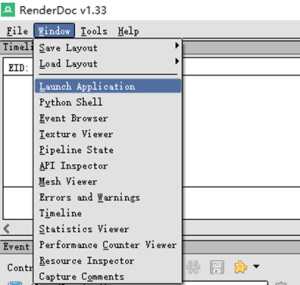 RenderDoc v1.33
File Window Tools Help
Timeli
Save Layout
Load Layout
EID:
Launch Application
Python Shell
Event Browser
Texture Viewer
Pipeline State
API Inspector
Mesh Viewer
Errors and Warnings
Timeline
Statistics Viewer
Performance Counter Viewer
Resource Inspector
Capture Comments
Event
Contr